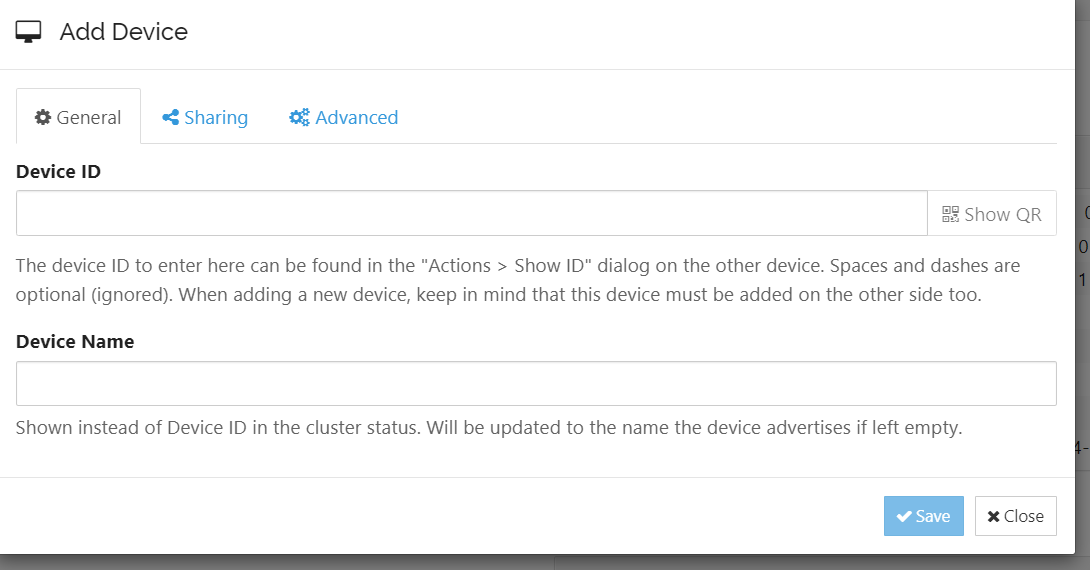 Add Device
General
Sharing
Advanced
Device ID
Show QR
The device ID to enter here can be found in the "Actions > Show ID" dialog on the other device. Spaces and dashes are
optional (ignored). When adding a new device, keep in mind that this device must be added on the other side too.
Device Name
Shown instead of Device ID in the cluster status. Will be updated to the name the device advertises if left empty.
Save
Close